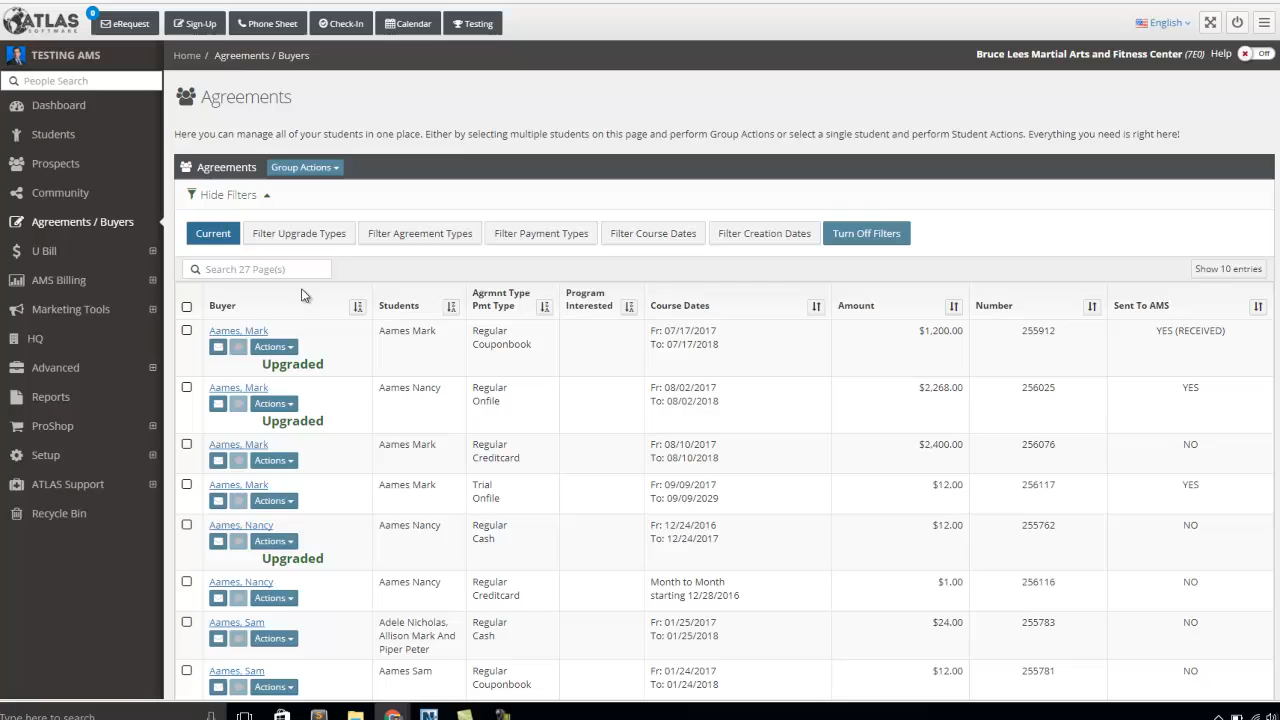 ATLAS
SOFTWARE
0
eRequest
Sign-Up
Phone Sheet
Check-In
Calendar
Testing
English
TESTING AMS
Home / Agreements / Buyers
Bruce Lees Martial Arts and Fitness Center (7E0) Help Off
People Search
Dashboard
Students
Prospects
Community
Agreements / Buyers
U Bill
AMS Billing
Marketing Tools
HQ
Advanced
Reports
ProShop
Setup
ATLAS Support
Recycle Bin
Agreements
Here you can manage all of your students in one place. Either by selecting multiple students on this page and perform Group Actions or select a single student and perform Student Actions. Everything you need is right here!
Agreements Group Actions
Hide Filters
Current Filter Upgrade Types Filter Agreement Types Filter Payment Types Filter Course Dates Filter Creation Dates Turn Off Filters
Search 27 Page(s) Show 10 entries
Buyer Students Agrmnt Type Pmt Type Program Interested Course Dates Amount Number Sent To AMS
Aames, Mark Aames Mark Regular Fr: 07/17/2017 $1,200.00 255912 YES (RECEIVED)
Actions Couponbook To: 07/17/2018
Upgraded
Aames, Mark Aames Nancy Regular Fr: 08/02/2017 $2,268.00 256025 YES
Actions Onfile To: 08/02/2018
Upgraded
Aames, Mark Aames Mark Regular Fr: 08/10/2017 $2,400.00 256076 NO
Actions Creditcard To: 08/10/2018
Aames, Mark Aames Mark Trial Fr: 09/09/2017 $12.00 256117 YES
Actions Onfile To: 09/09/2029
Aames, Nancy Aames Nancy Regular Fr: 12/24/2016 $12.00 255762 NO
Actions Cash To: 12/24/2017
Upgraded
Aames, Nancy Aames Nancy Regular Month to Month $1.00 256116 NO
Actions Creditcard starting 12/28/2016
Aames, Sam Adele Nicholas, Regular Fr: 01/25/2017 $24.00 255783 NO
Actions Allison Mark And Cash To: 01/25/2018
Piper Peter
Aames, Sam Aames Sam Regular Fr: 01/24/2017 $12.00 255781 NO
Actions Couponbook To: 01/24/2018
Type here to search